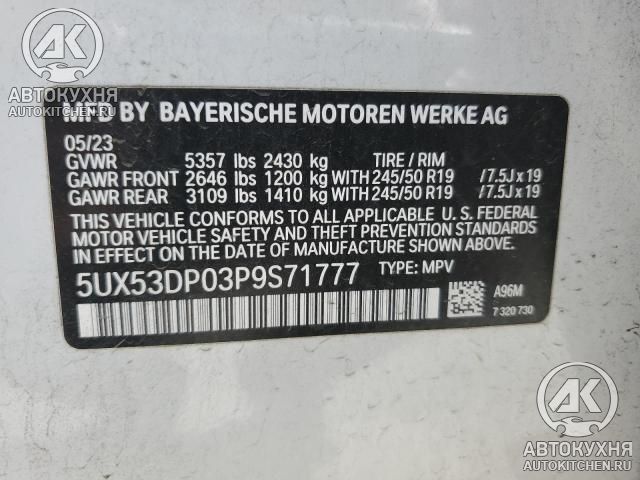 AK
АВТОКУХНЯ
AUTOKITCHEN.RU
MFD BY BAYERISCHE MOTOREN WERKE AG
05/23
GVWR 5357 lbs 2430 kg TIRE / RIM
GAWR FRONT 2646 lbs 1200 kg WITH 245/50 R19 /7.5J x 19
GAWR REAR 3109 lbs 1410 kg WITH 245/50 R19 /7.5J x 19
THIS VEHICLE CONFORMS TO ALL APPLICABLE U. S. FEDERAL
MOTOR VEHICLE SAFETY AND THEFT PREVENTION STANDARDS
IN EFFECT ON THE DATE OF MANUFACTURE SHOWN ABOVE.
5UX53DP03P9S71777 TYPE: MPV
A96M
7 320 730
AK
АВТОКУХНЯ
AUTOKITCHEN.RU